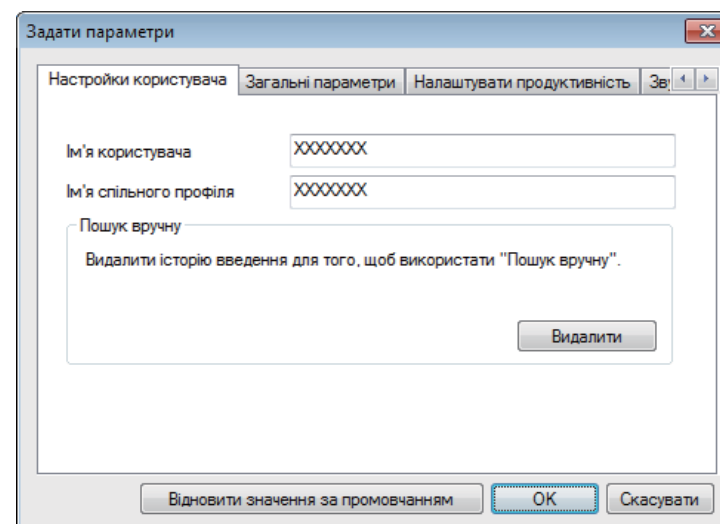 Задати параметри
Настройки користувача Загальні параметри Налаштувати продуктивність Зву
Ім'я користувача XXXXXXX
Ім'я спільного профіля XXXXXXX
Пошук вручну
Видалити історію введення для того, щоб використати "Пошук вручну".
Видалити
Відновити значення за промовчанням OK Скасувати